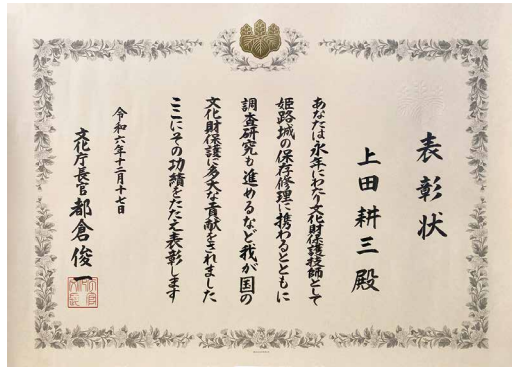 表彰状
上田耕三殿
あなたは永年にわたり文化財保護技師として
姫路城の保存修理に携わるとともに
調査研究も進めるなど我が国の
文化財保護に多大な貢献をされました
ここにその功績をたたえ表彰します
令和六年十二月十七日
文化庁長官 都倉俊一